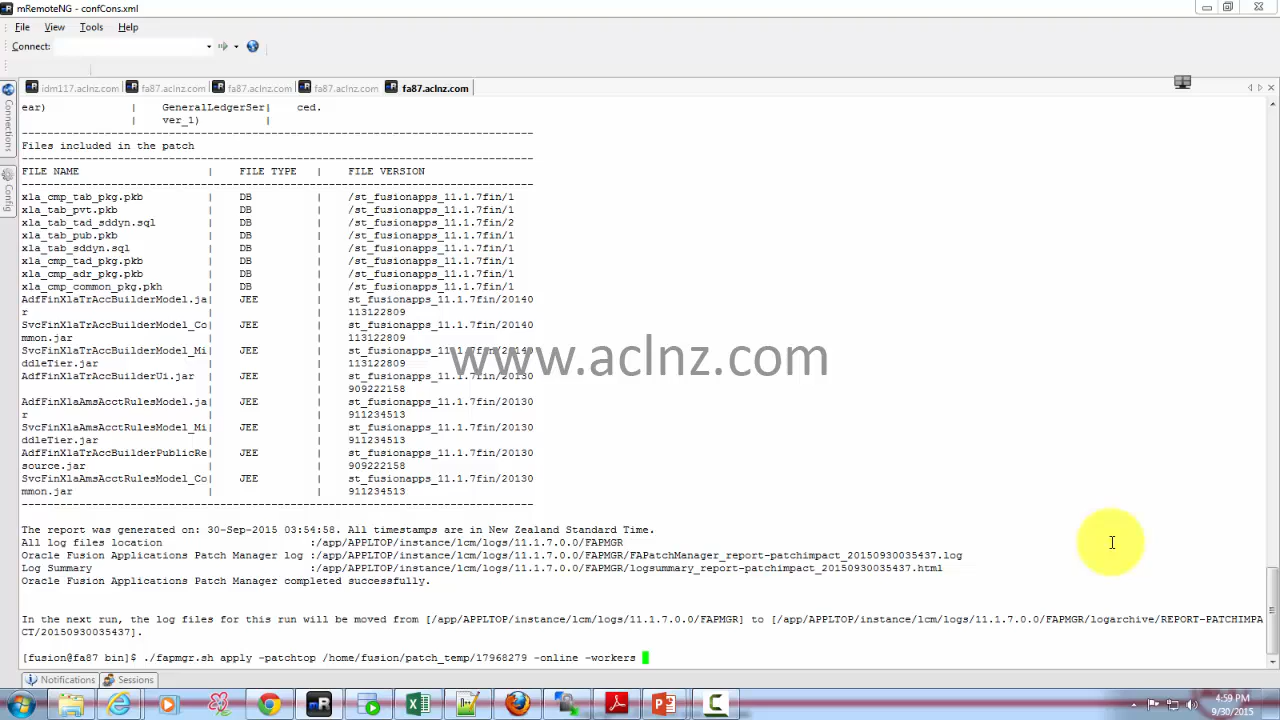 mRemoteNG - confCons.xml
File View Tools Help
Connect:
idm117.aclnz.com fa87.aclnz.com fa87.aclnz.com fa87.aclnz.com fa87.aclnz.com
Connections
Config
ear) | GeneralLedgerSer| ced.
| ver_1) |
Files included in the patch
FILE NAME | FILE TYPE | FILE VERSION
xla_cmp_tab_pkg.pkb | DB | /st_fusionapps_11.1.7fin/1
xla_tab_pvt.pkb | DB | /st_fusionapps_11.1.7fin/1
xla_tab_tad_sddyn.sql | DB | /st_fusionapps_11.1.7fin/2
xla_tab_pub.pkb | DB | /st_fusionapps_11.1.7fin/1
xla_tab_sddyn.sql | DB | /st_fusionapps_11.1.7fin/1
xla_cmp_tad_pkg.pkb | DB | /st_fusionapps_11.1.7fin/1
xla_cmp_adr_pkg.pkb | DB | /st_fusionapps_11.1.7fin/1
xla_cmp_common_pkg.pkh | DB | /st_fusionapps_11.1.7fin/1
AdfFinXlaTrAccBuilderModel.ja| JEE | st_fusionapps_11.1.7fin/20140
r | | 113122809
SvcFinXlaTrAccBuilderModel_Co| JEE | st_fusionapps_11.1.7fin/20140
mmon.jar | | 113122809
SvcFinXlaTrAccBuilderModel_Mi| JEE | st_fusionapps_11.1.7fin/20140
ddleTier.jar | | 113122809
www.aclnz.com
AdfFinXlaTrAccBuilderUi.jar | JEE | st_fusionapps_11.1.7fin/20130
| | 909222158
AdfFinXlaAmsAcctRulesModel.ja| JEE | st_fusionapps_11.1.7fin/20130
r | | 911234513
SvcFinXlaAmsAcctRulesModel_Mi| JEE | st_fusionapps_11.1.7fin/20130
ddleTier.jar | | 911234513
AdfFinXlaTrAccBuilderPublicRe| JEE | st_fusionapps_11.1.7fin/20130
source.jar | | 909222158
SvcFinXlaAmsAcctRulesModel_Co| JEE | st_fusionapps_11.1.7fin/20130
mmon.jar | | 911234513
The report was generated on: 30-Sep-2015 03:54:58. All timestamps are in New Zealand Standard Time.
All log files location :/app/APPLTOP/instance/lcm/logs/11.1.7.0.0/FAPMGR
Oracle Fusion Applications Patch Manager log :/app/APPLTOP/instance/lcm/logs/11.1.7.0.0/FAPMGR/FAPatchManager_report-patchimpact_20150930035437.log
Log Summary :/app/APPLTOP/instance/lcm/logs/11.1.7.0.0/FAPMGR/logsummary_report-patchimpact_20150930035437.html
Oracle Fusion Applications Patch Manager completed successfully.
In the next run, the log files for this run will be moved from [/app/APPLTOP/instance/lcm/logs/11.1.7.0.0/FAPMGR] to [/app/APPLTOP/instance/lcm/logs/11.1.7.0.0/FAPMGR/logarchive/REPORT-PATCHIMPA
CT/20150930035437].
[fusion@fa87 bin]$ ./fapmgr.sh apply -patchtop /home/fusion/patch_temp/17968279 -online -workers
Notifications Sessions
4:59 PM
9/30/2015